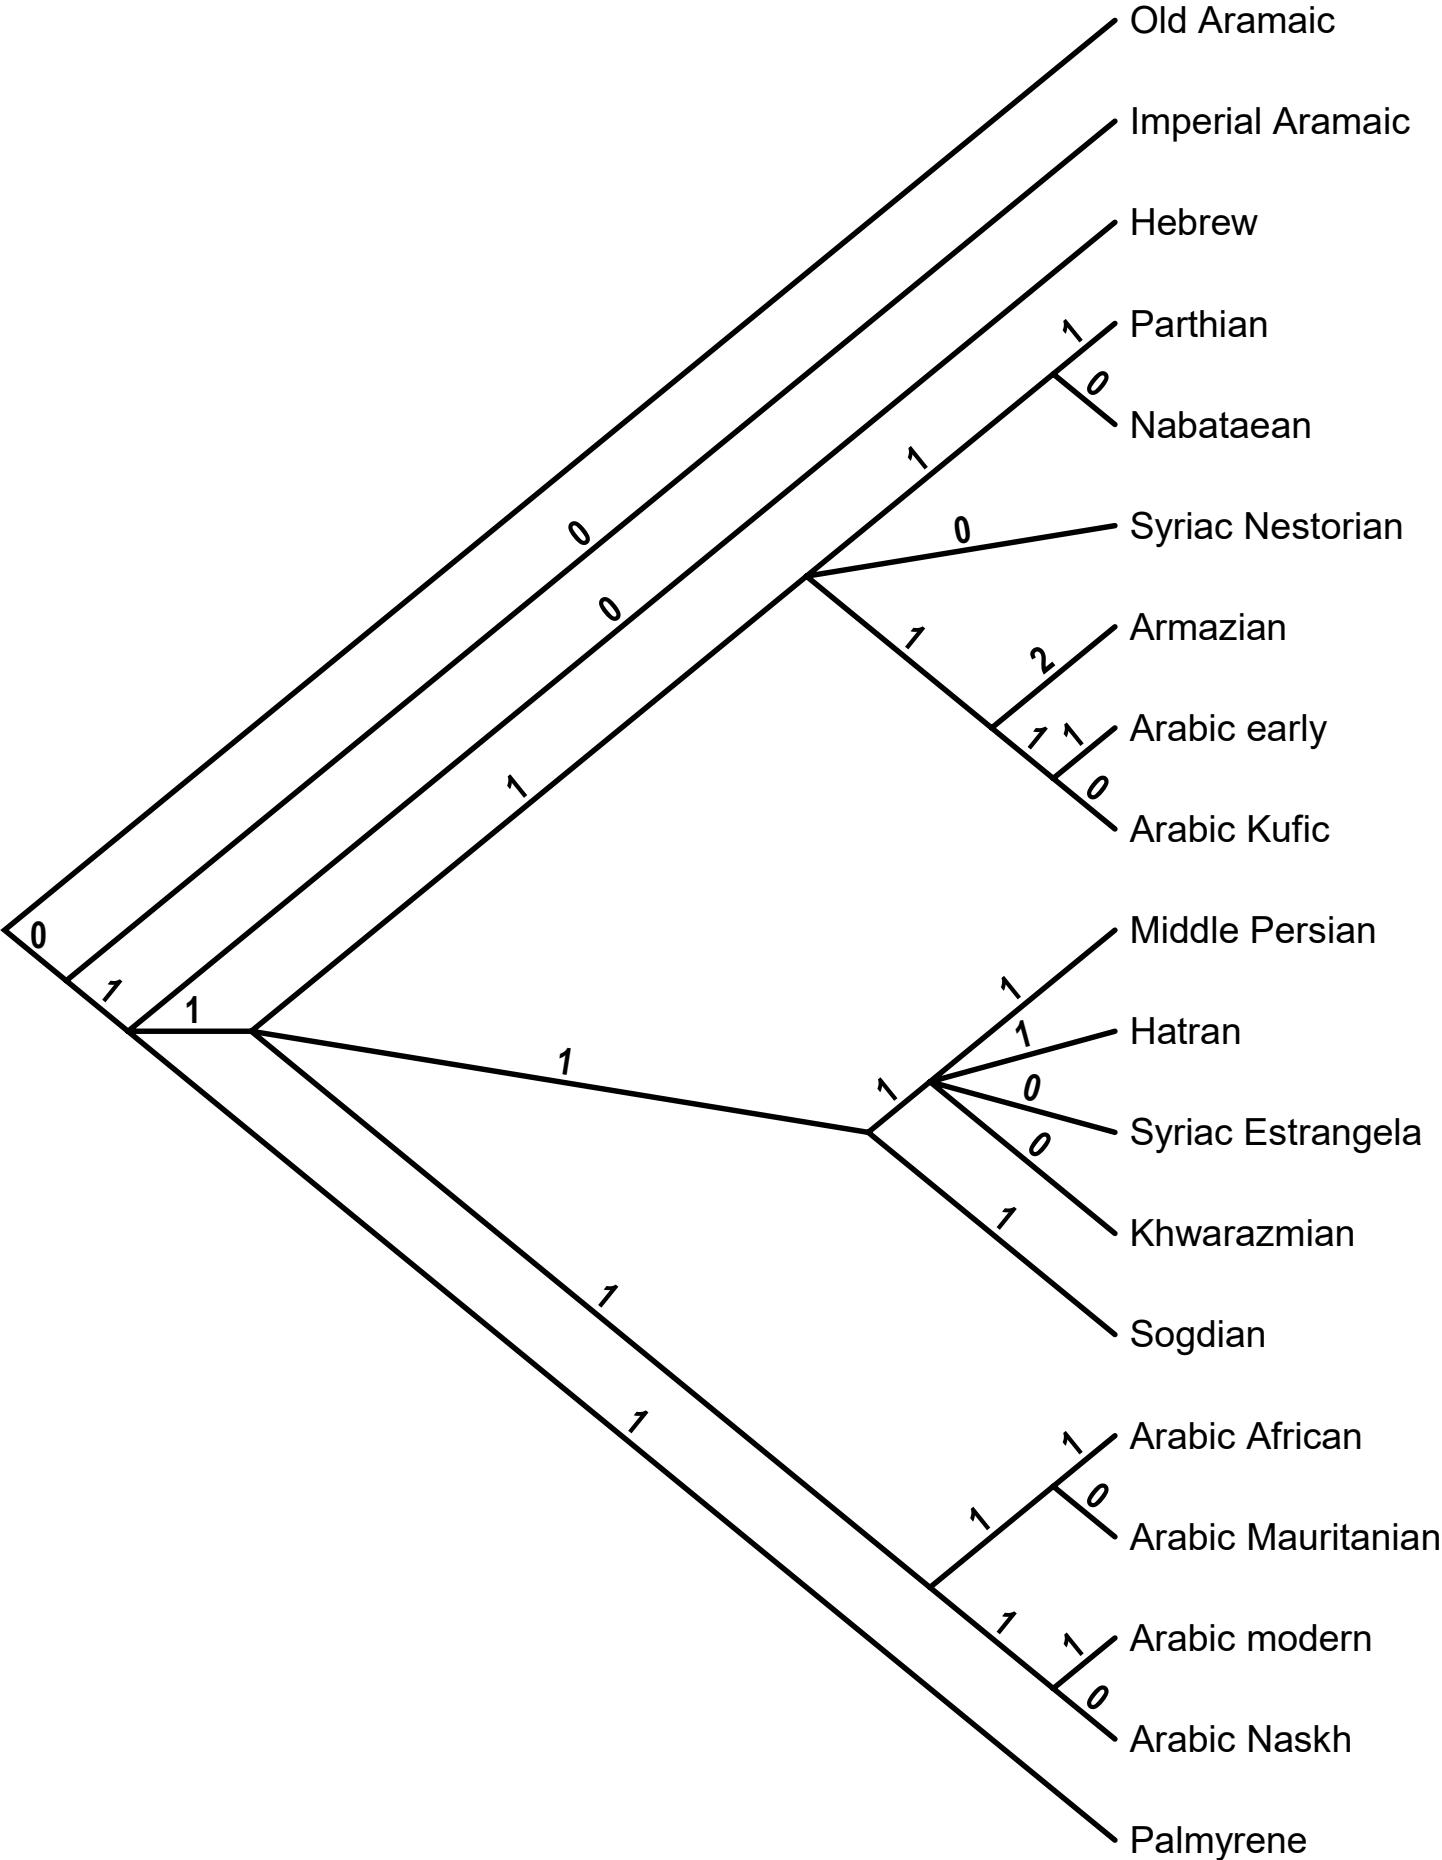 Old Aramaic
Imperial Aramaic
Hebrew
1 Parthian
0
Nabataean
1
0 Syriac Nestorian
0
0
1
Armazian
2
1 1 Arabic early
1
0
Arabic Kufic
0
Middle Persian
1
1
1
1 Hatran
1
1
0
Syriac Estrangela
0
Khwarazmian
1
1
Sogdian
1
1 Arabic African
0
1
Arabic Mauritanian
1
1 Arabic modern
0
Arabic Naskh
Palmyrene